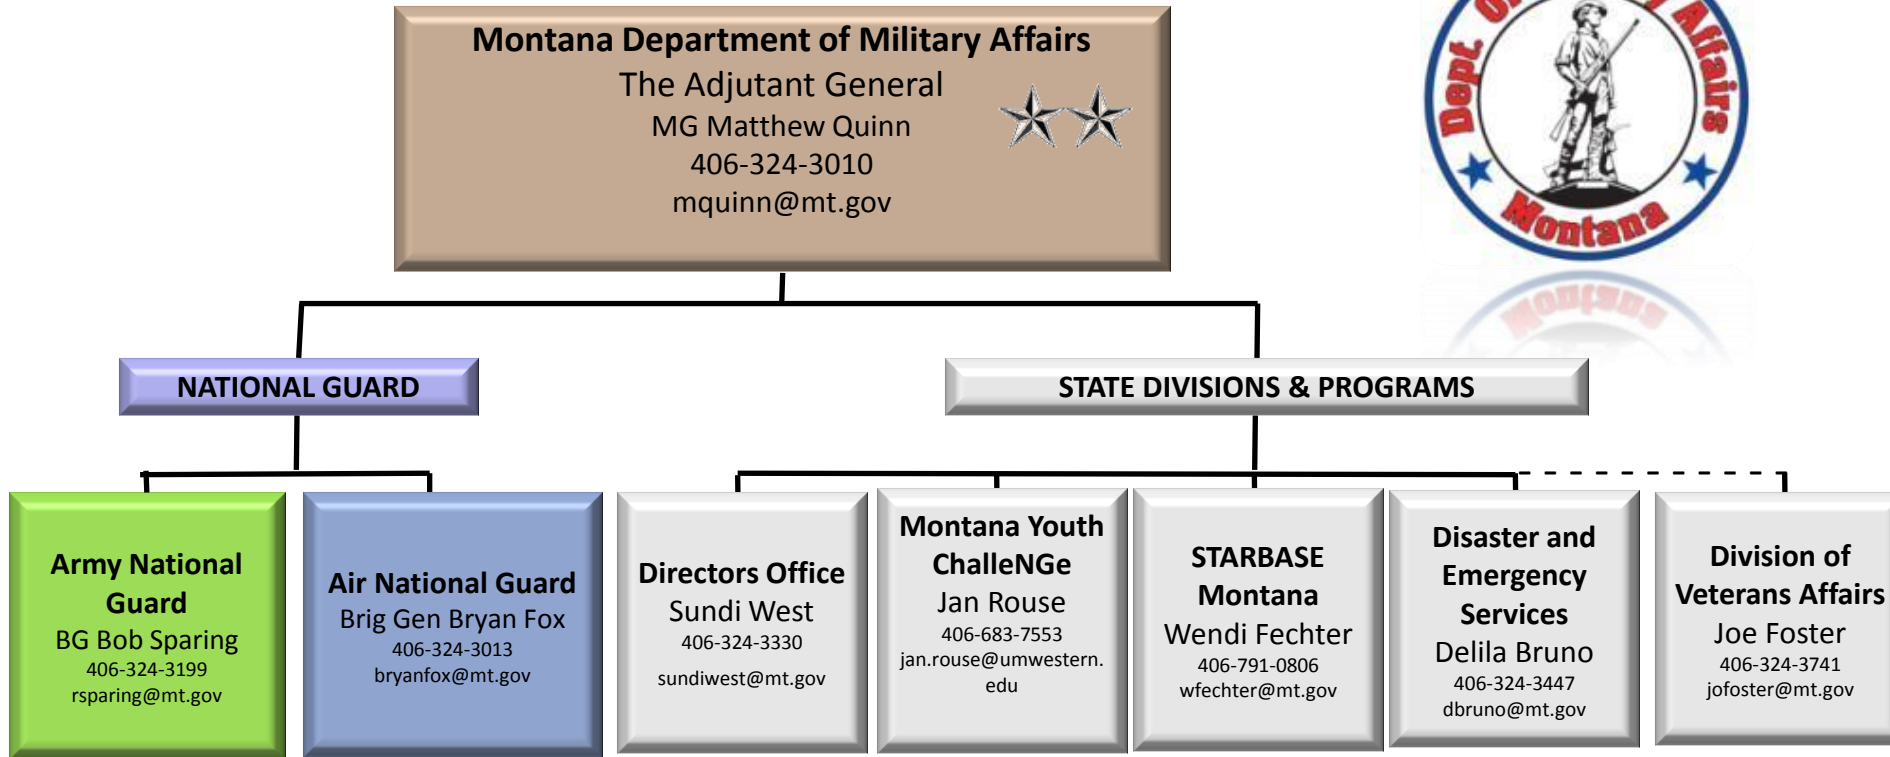 Montana Department of Military Affairs
The Adjutant General
MG Matthew Quinn
406-324-3010
mquinn@mt.gov
Dept. Affairs
Montana
NATIONAL GUARD
STATE DIVISIONS & PROGRAMS
Army National
Guard
BG Bob Sparing
406-324-3199
rsparing@mt.gov
Air National Guard
Brig Gen Bryan Fox
406-324-3013
bryanfox@mt.gov
Directors Office
Sundi West
406-324-3330
sundiwest@mt.gov
Montana Youth
ChalleNGe
Jan Rouse
406-683-7553
jan.rouse@umwestern.
edu
STARBASE
Montana
Wendi Fechter
406-791-0806
wfechter@mt.gov
Disaster and
Emergency
Services
Delila Bruno
406-324-3447
dbruno@mt.gov
Division of
Veterans Affairs
Joe Foster
406-324-3741
jofoster@mt.gov